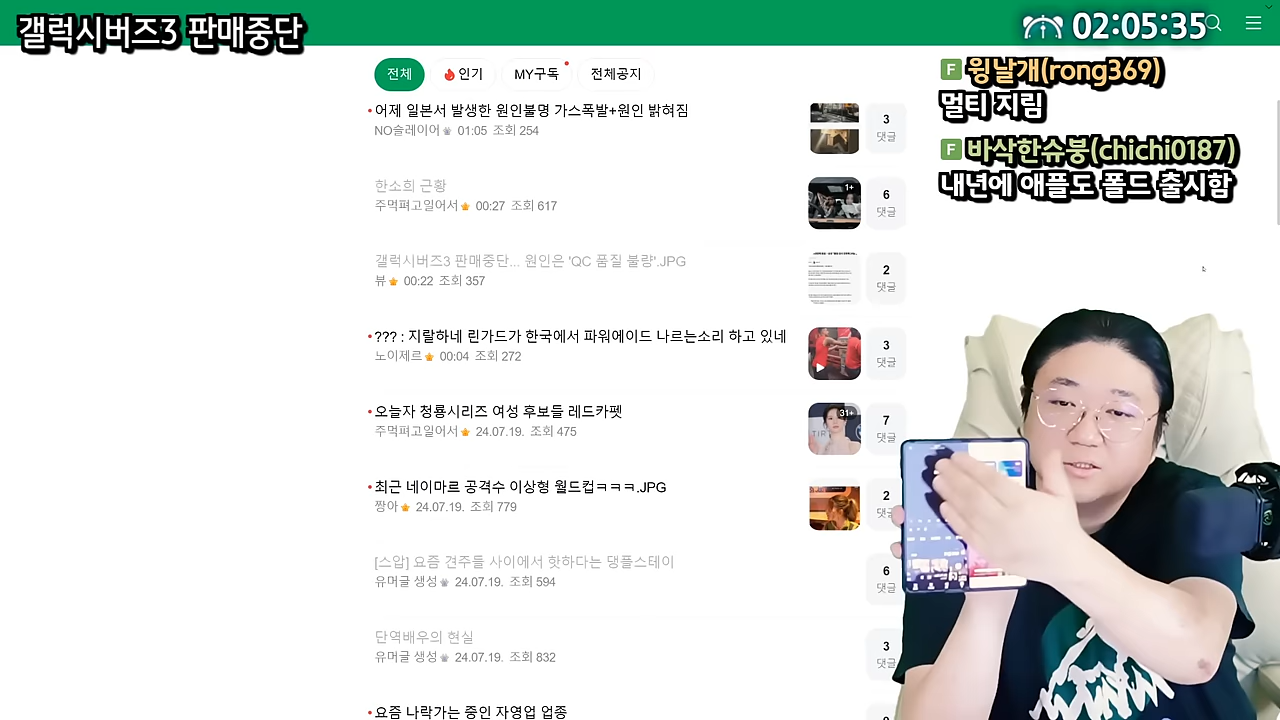 갤럭시버즈3 판매중단
02:05:35
전체
인기
MY구독
전체공지
F 윙날개(rong369)
멀티 지림
F 바삭한슈붕(chichi0187)
내년에 애플도 폴드 출시함
어제 일본서 발생한 원인불명 가스폭발+원인 밝혀짐
NO슬레이어 01:05 조회 254
3
댓글
한소희 근황
주먹펴고일어서 00:27 조회 617
1+
6
댓글
갤럭시버즈3 판매중단... 원인은 'QC 품질 불량'.JPG
00:22 조회 357
2
댓글
??? : 지랄하네 린가드가 한국에서 파워에이드 나르는소리 하고 있네
노이제르 00:04 조회 272
3
댓글
오늘자 청룡시리즈 여성 후보들 레드카펫
주먹펴고일어서 24.07.19. 조회 475
31+
7
댓글
최근 네이마르 공격수 이상형 월드컵ㅋㅋㅋ.JPG
짱아 24.07.19. 조회 779
2
댓글
[스압] 요즘 견주들 사이에서 핫하다는 댕플스테이
유머글 생성 24.07.19. 조회 594
6
댓글
단역배우의 현실
유머글 생성 24.07.19. 조회 832
3
댓글
요즘 나락가는 중인 자영업 업종